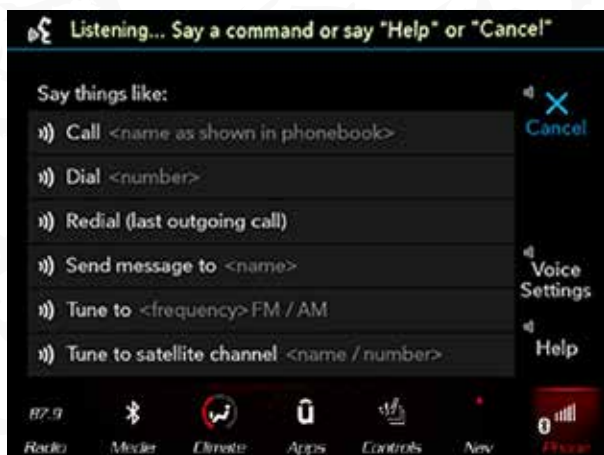 Listening... Say a command or say "Help" or "Cancel"
Say things like:
Call <name as shown in phonebook>
Cancel
Dial <number>
Redial (last outgoing call)
Send message to <name>
Voice
Settings
Tune to <frequency> FM / AM
Help
Tune to satellite channel <name / number>
87.9
Radio Media Climate Apps Controls Nav Phone